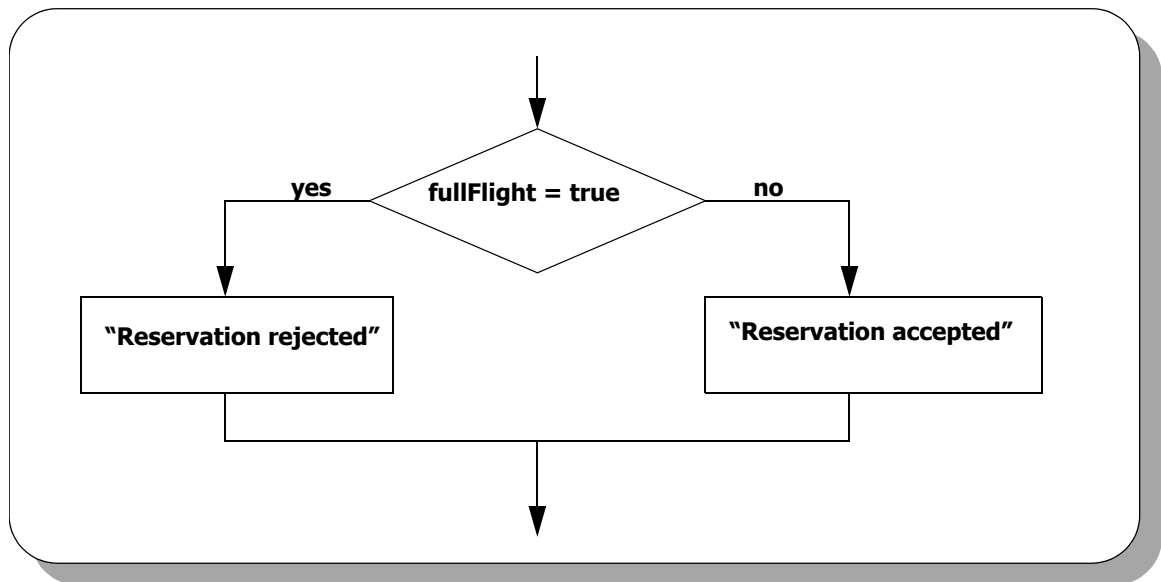 fullFlight = true
yes
no
“Reservation rejected”
“Reservation accepted”